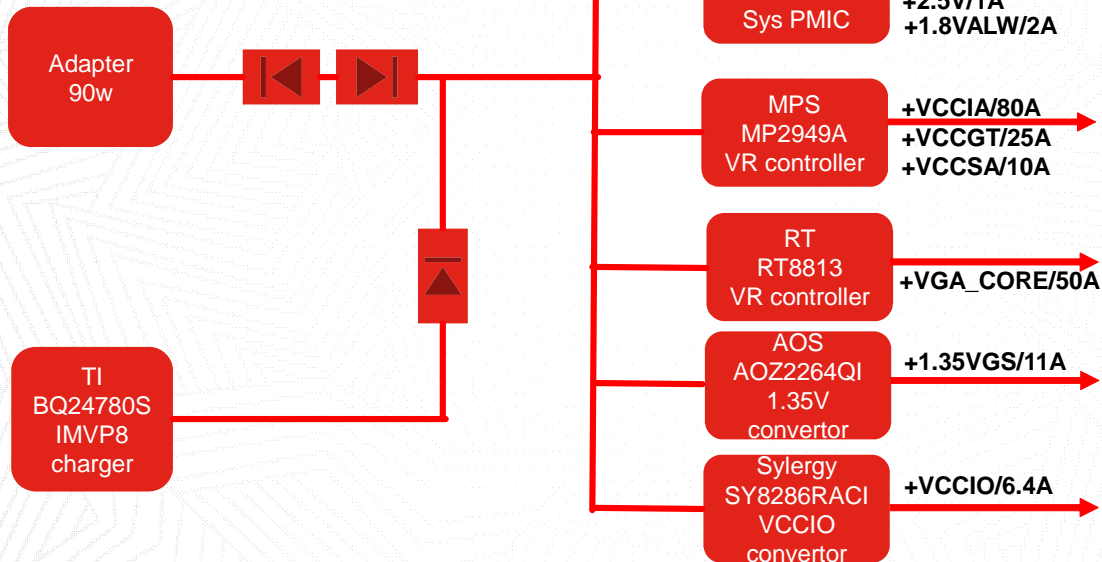 +2.5V/1A
Sys PMIC
+1.8VALW/2A
Adapter
90w
MPS
MP2949A
VR controller
+VCCIA/80A
+VCCGT/25A
+VCCSA/10A
RT
RT8813
VR controller
+VGA_CORE/50A
TI
BQ24780S
IMVP8
charger
AOS
AOZ2264QI
1.35V
convertor
+1.35VGS/11A
Sylergy
SY8286RACI
VCCIO
convertor
+VCCIO/6.4A